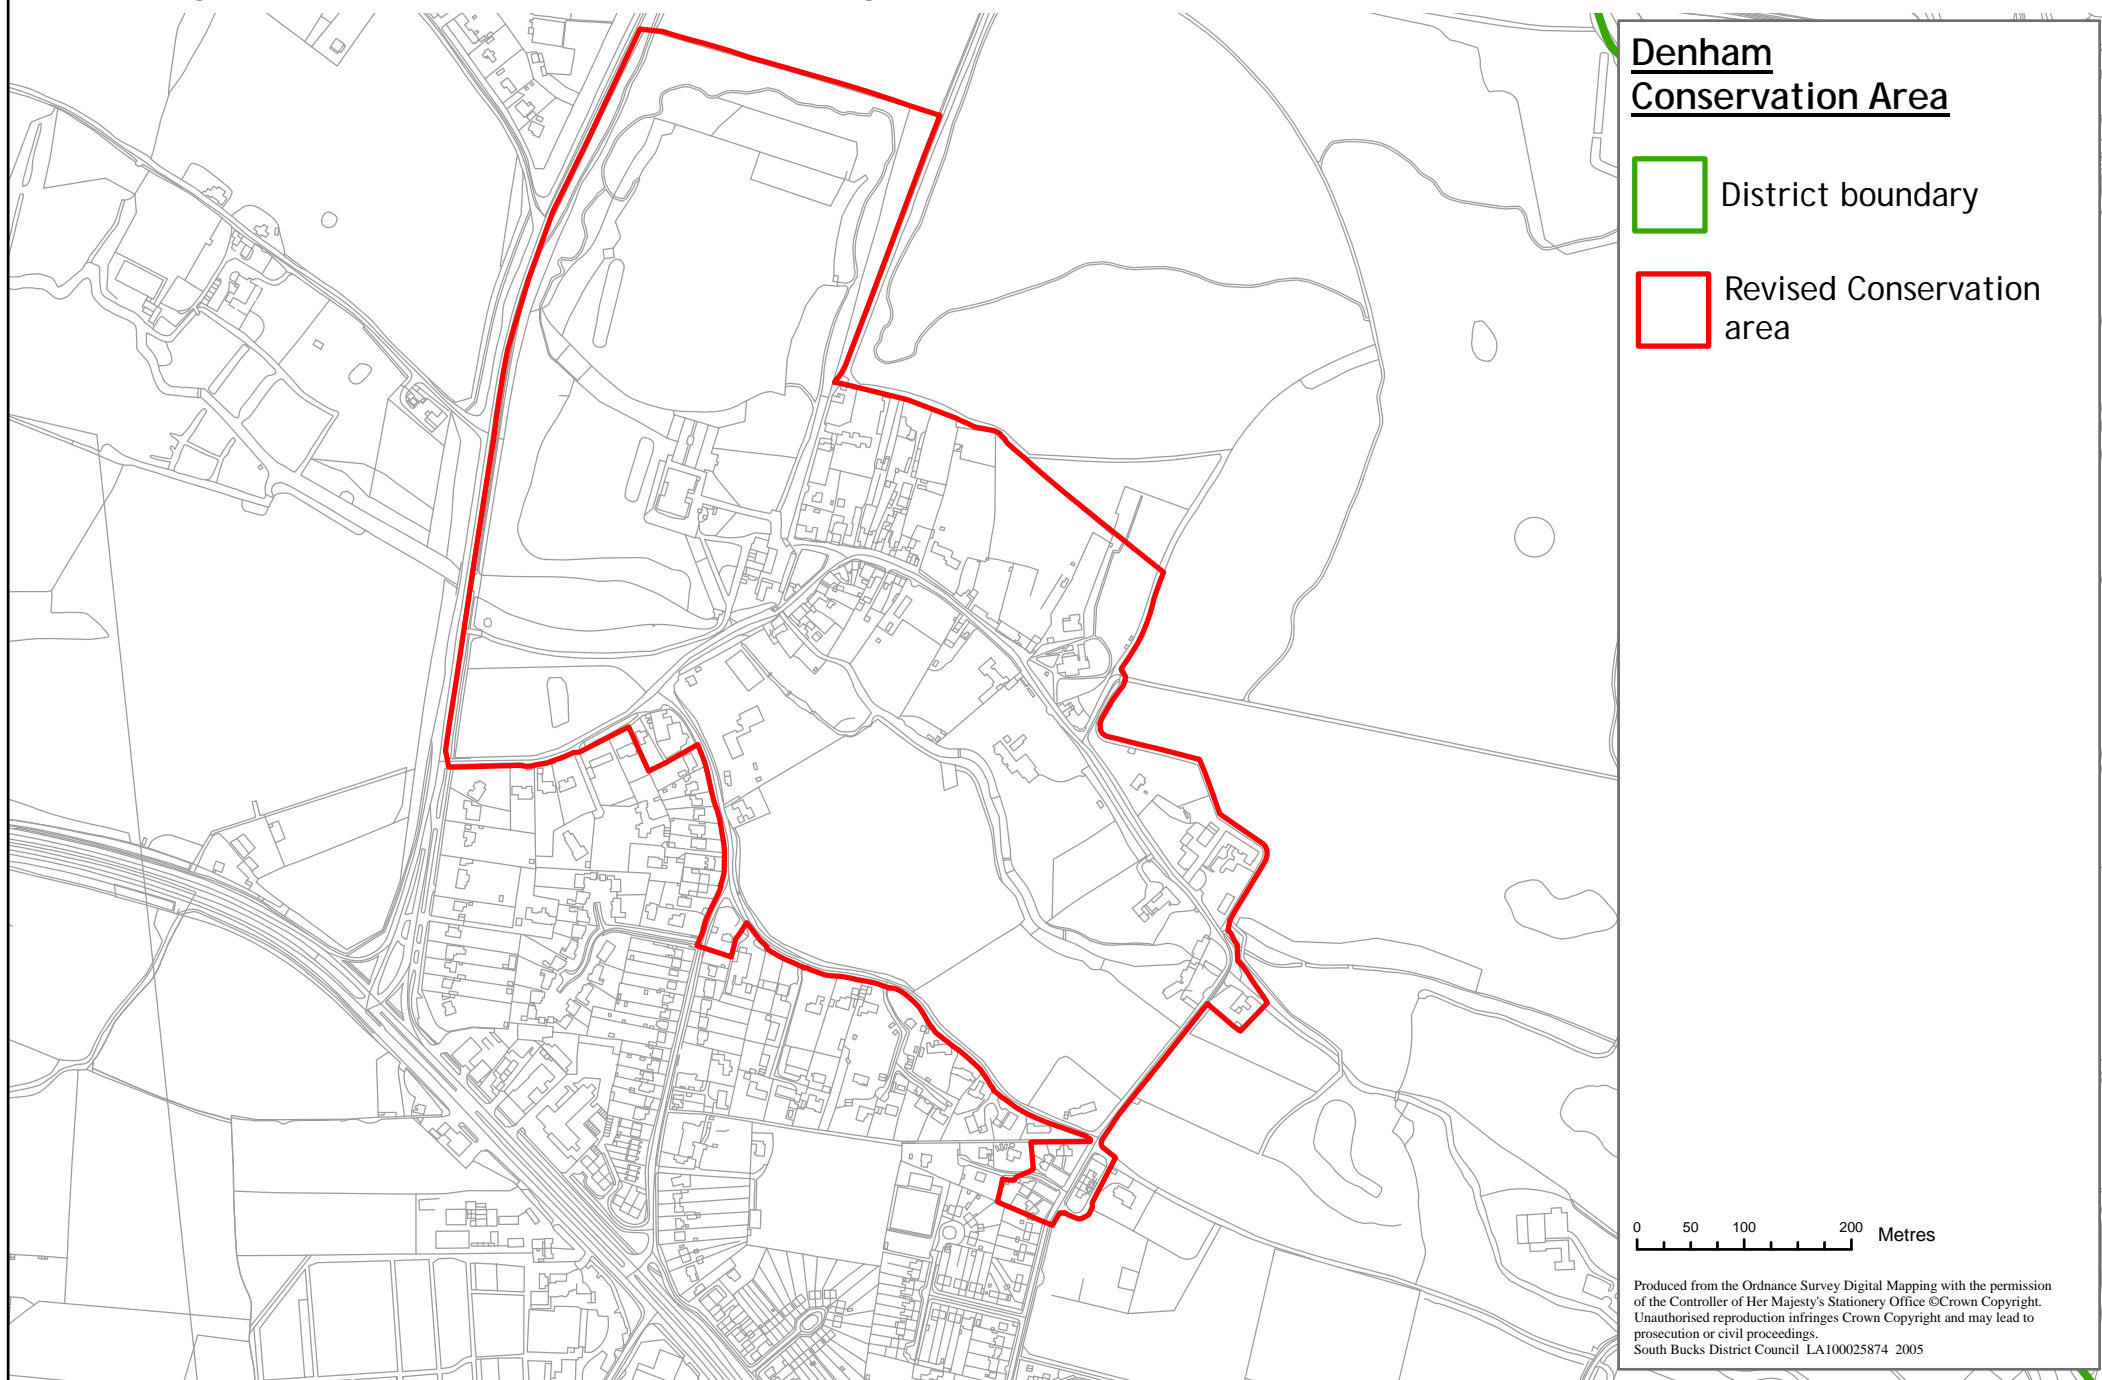 Denham
Conservation Area
District boundary
Revised Conservation
area
0 50 100 200 Metres
Produced from the Ordnance Survey Digital Mapping with the permission
of the Controller of Her Majesty's Stationery Office ©Crown Copyright.
Unauthorised reproduction infringes Crown Copyright and may lead to
prosecution or civil proceedings.
South Bucks District Council LA100025874 2005